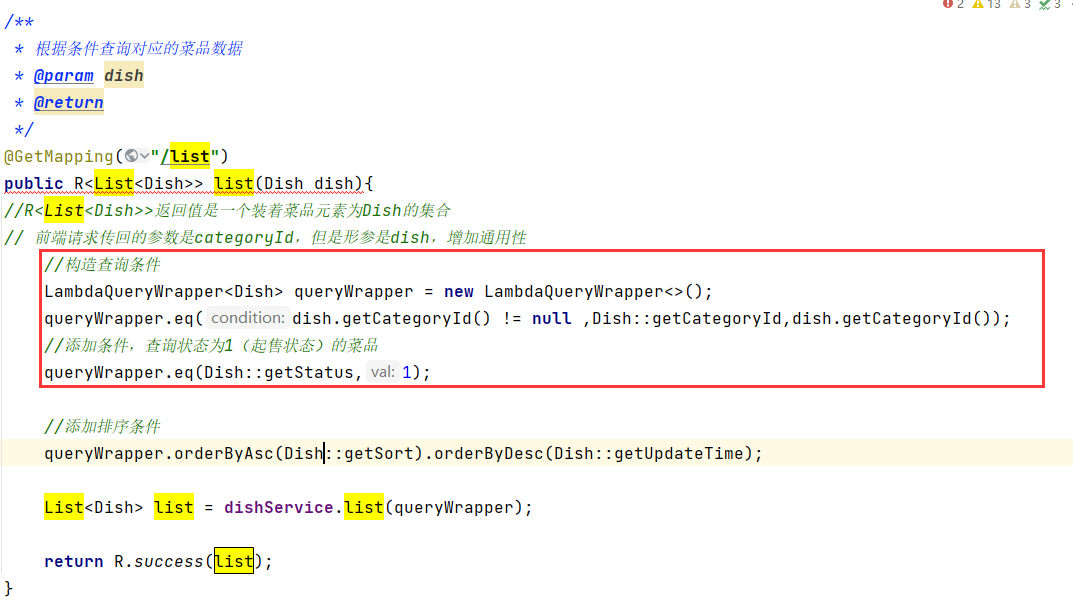 2 13 3 3
/**
 * 根据条件查询对应的菜品数据
 * @param dish
 * @return
 */
@GetMapping("/list")
public R<List<Dish>> list(Dish dish){
//R<List<Dish>>返回值是一个装着菜品元素为Dish的集合
// 前端请求传回的参数是categoryId，但是形参是dish，增加通用性
//构造查询条件
LambdaQueryWrapper<Dish> queryWrapper = new LambdaQueryWrapper<>();
queryWrapper.eq( condition: dish.getCategoryId() != null ,Dish::getCategoryId,dish.getCategoryId());
//添加条件，查询状态为1（起售状态）的菜品
queryWrapper.eq(Dish::getStatus, val: 1);
//添加排序条件
queryWrapper.orderByAsc(Dish::getSort).orderByDesc(Dish::getUpdateTime);
List<Dish> list = dishService.list(queryWrapper);
return R.success(list);
}